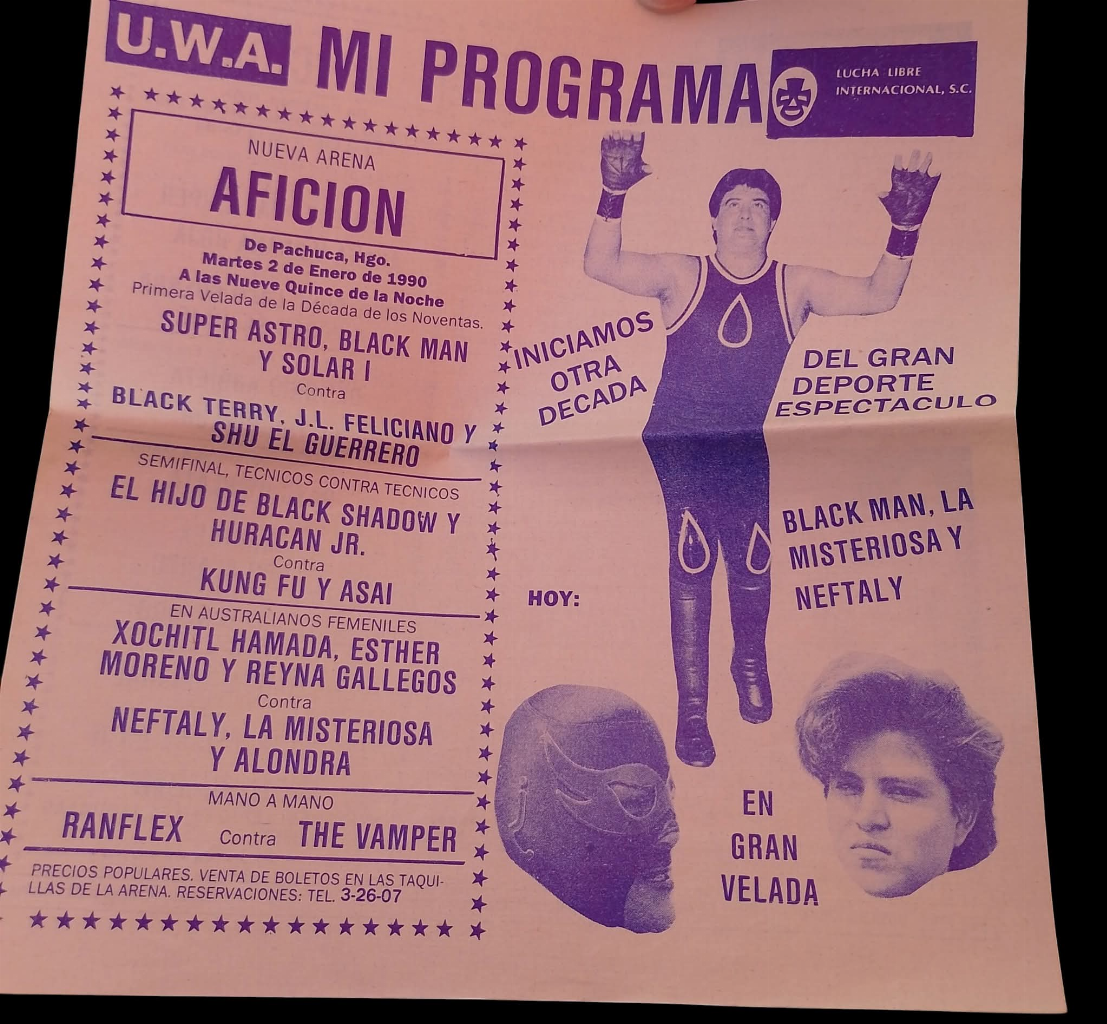 U.W.A. MI PROGRAMA
LUCHA LIBRE
INTERNACIONAL, S.C.
NUEVA ARENA
AFICION
De Pachuca, Hgo.
Martes 2 de Enero de 1990
A las Nueve Quince de la Noche
Primera Velada de la Década de los Noventas.
SUPER ASTRO, BLACK MAN
Y SOLAR I
Contra
BLACK TERRY, J.L. FELICIANO Y
SHU EL GUERRERO
SEMIFINAL, TECNICOS CONTRA TECNICOS
EL HIJO DE BLACK SHADOW Y
HURACAN JR.
Contra
KUNG FU Y ASAI
EN AUSTRALIANOS FEMENILES
XOCHITL HAMADA, ESTHER
MORENO Y REYNA GALLEGOS
Contra
NEFTALY, LA MISTERIOSA
Y ALONDRA
MANO A MANO
RANFLEX Contra THE VAMPER
PRECIOS POPULARES. VENTA DE BOLETOS EN LAS TAQUI-
LLAS DE LA ARENA. RESERVACIONES: TEL. 3-26-07
INICIAMOS
OTRA
DECADA
DEL GRAN
DEPORTE
ESPECTACULO
HOY:
BLACK MAN, LA
MISTERIOSA Y
NEFTALY
EN
GRAN
VELADA